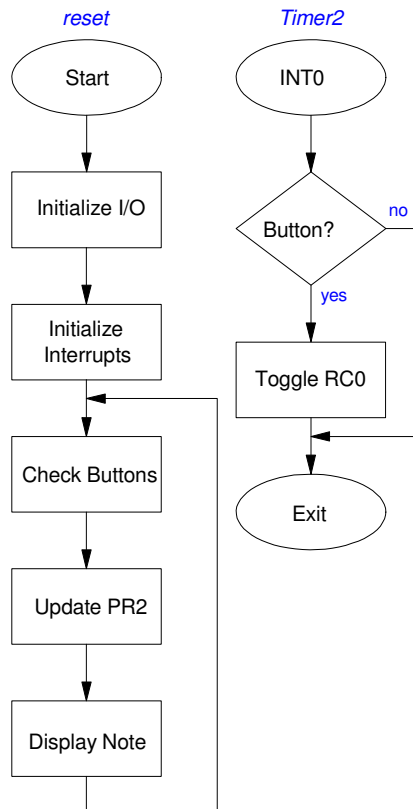 reset
Start
Initialize I/O
Initialize
Interrupts
Check Buttons
Update PR2
Display Note
Timer2
INT0
Button?
no
yes
Toggle RC0
Exit